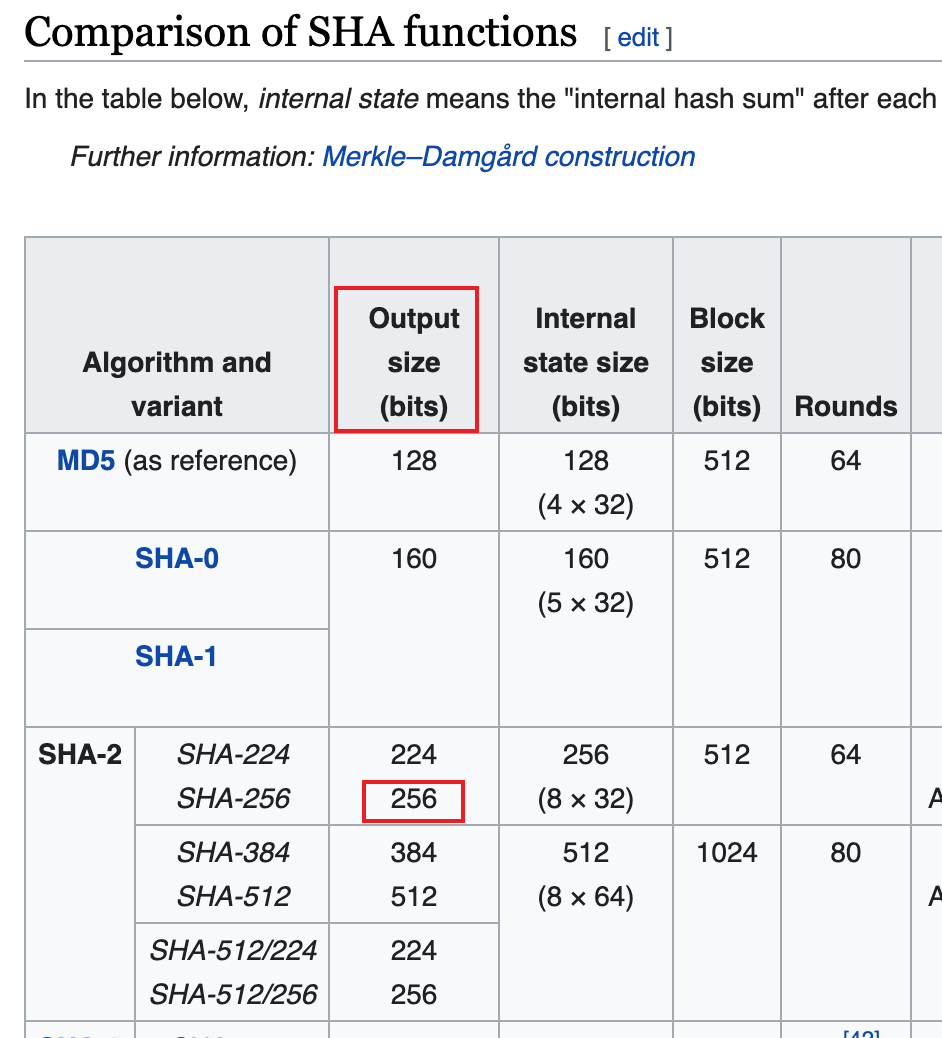 Comparison of SHA functions [ edit ]
In the table below, internal state means the "internal hash sum" after each
Further information: Merkle–Damgård construction
Algorithm and variant
Output size (bits)
Internal state size (bits)
Block size (bits)
Rounds
MD5 (as reference) 128 128 512 64
(4 × 32)
SHA-0 160 160 512 80
(5 × 32)
SHA-1
SHA-2 SHA-224 224 256 512 64
SHA-256 256 (8 × 32) A
SHA-384 384 512 1024 80
SHA-512 512 (8 × 64) A
SHA-512/224 224
SHA-512/256 256